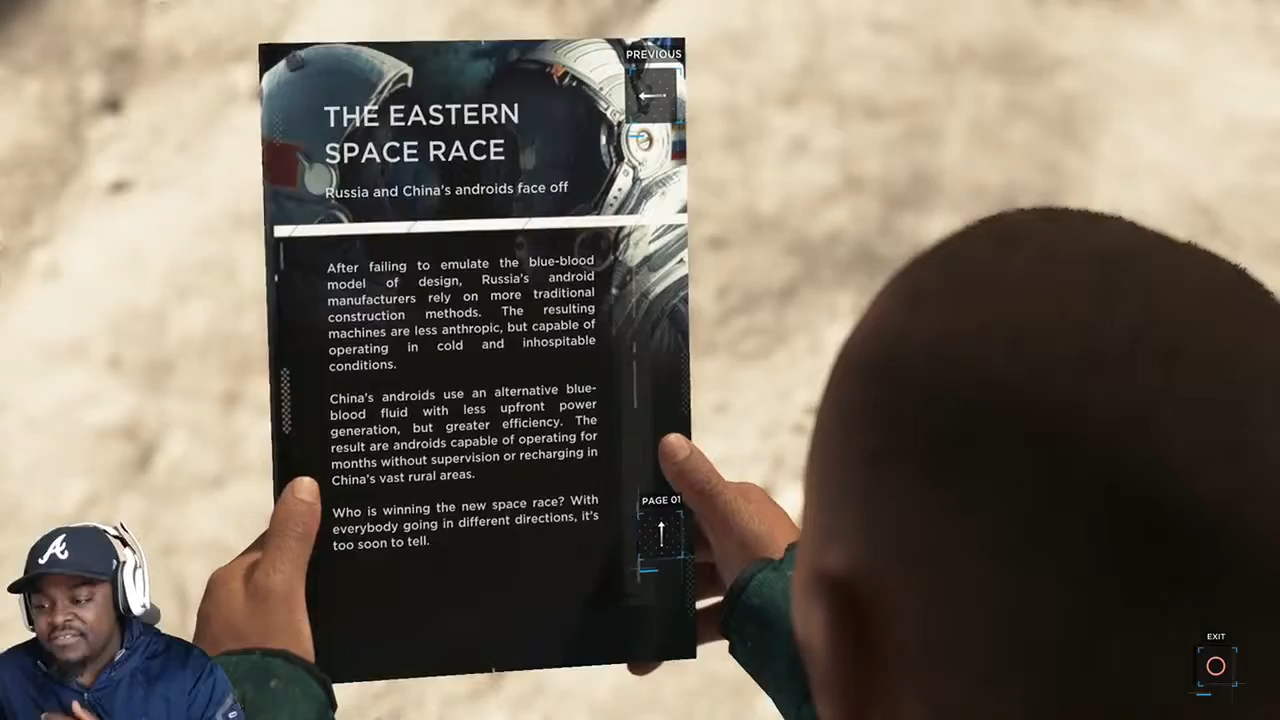 PREVIOUS
THE EASTERN
SPACE RACE
Russia and China's androids face off
After failing to emulate the blue-blood
model of design, Russia's android
manufacturers rely on more traditional
construction methods. The resulting
machines are less anthropic, but capable of
operating in cold and inhospitable
conditions.
China's androids use an alternative blue-
blood fluid with less upfront power
generation, but greater efficiency. The
result are androids capable of operating for
months without supervision or recharging in
China's vast rural areas.
Who is winning the new space race? With
everybody going in different directions, it's
too soon to tell.
PAGE 01
A
EXIT